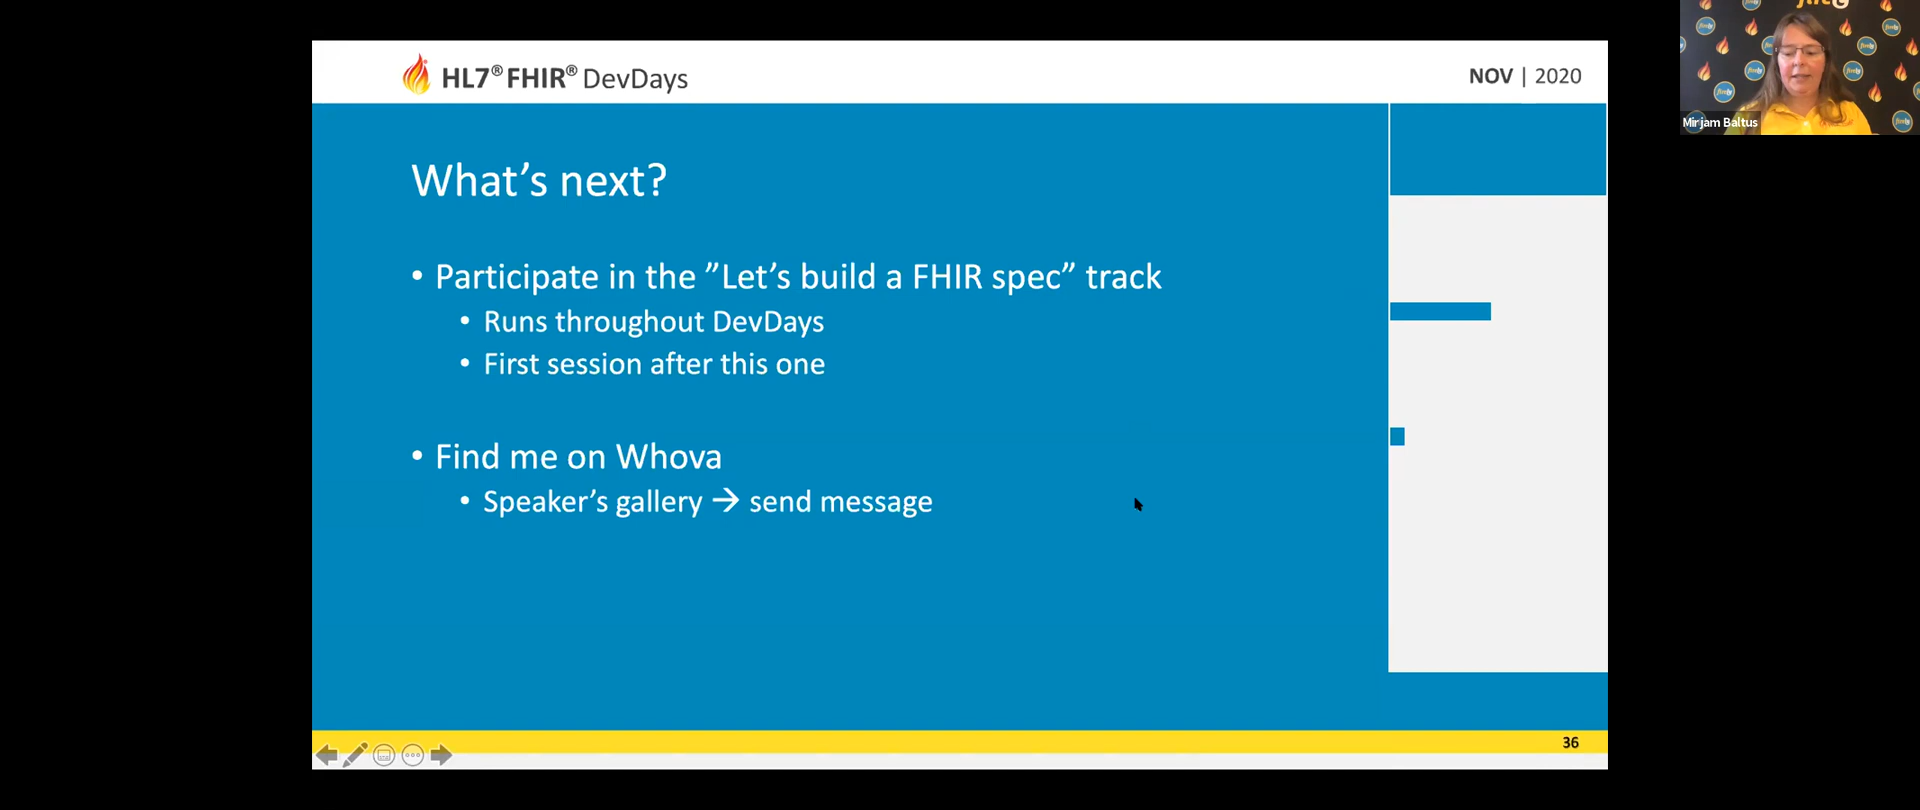 HL7® FHIR® DevDays
NOV | 2020
Mirjam Baltus
What's next?
• Participate in the ”Let's build a FHIR spec” track
• Runs throughout DevDays
• First session after this one
• Find me on Whova
• Speaker's gallery → send message
36